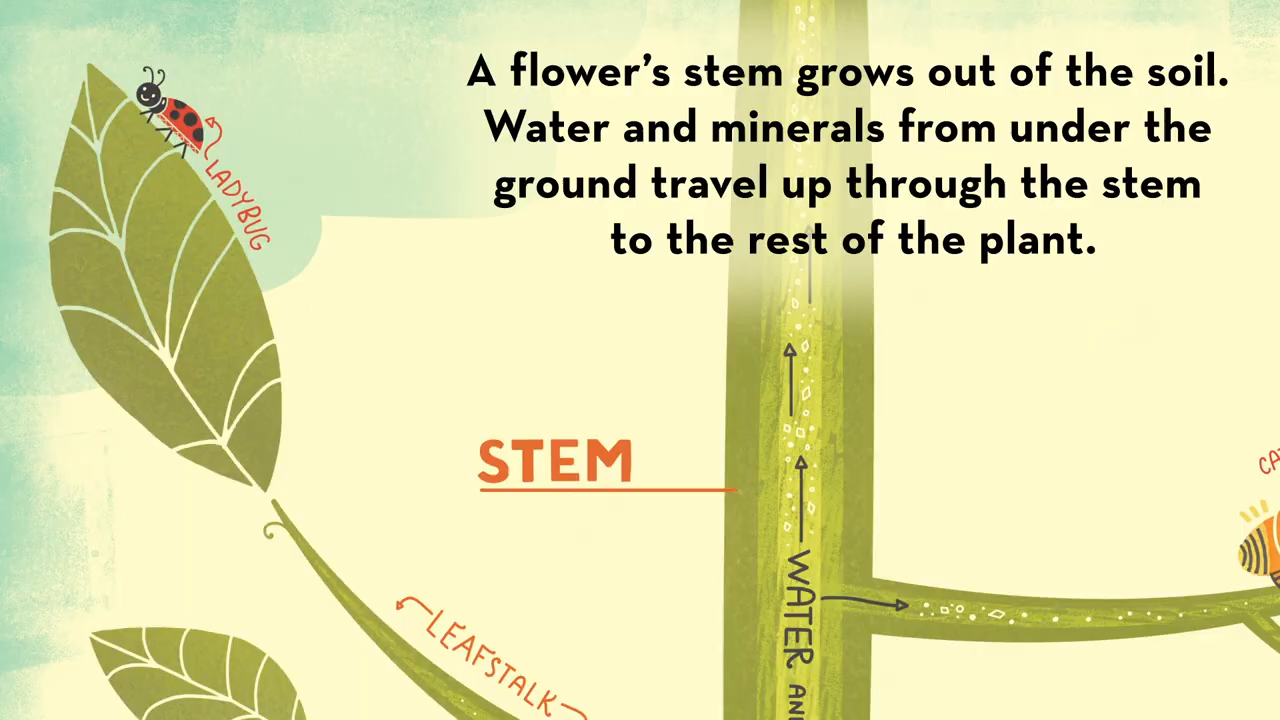 A flower's stem grows out of the soil.
Water and minerals from under the
ground travel up through the stem
to the rest of the plant.
LADYBUG
STEM
WATER AND
LEAFSTALK